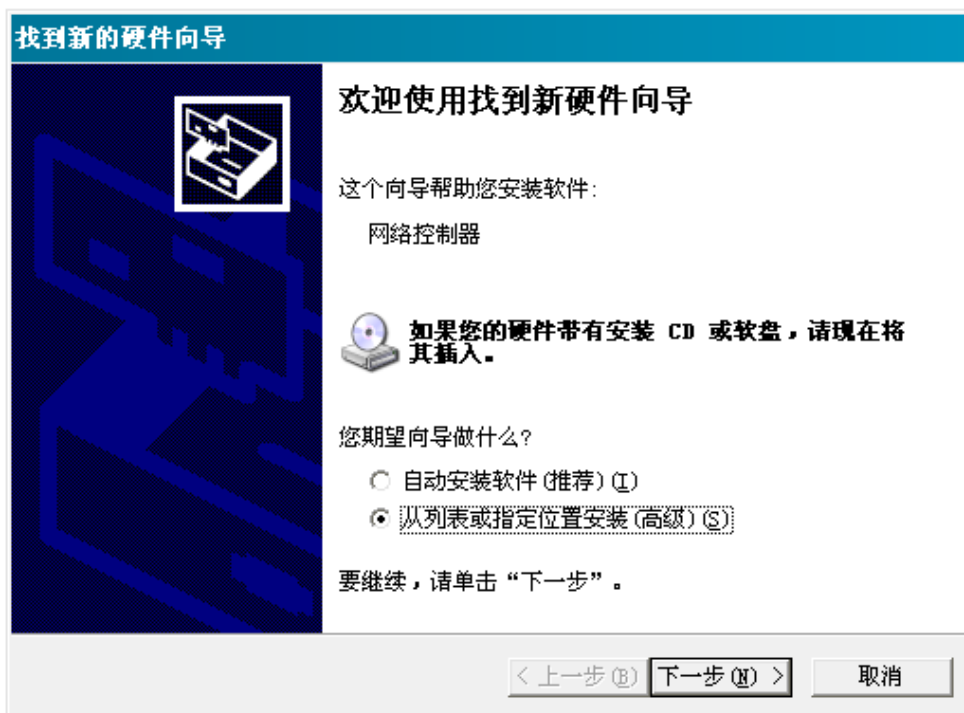 找到新的硬件向导
欢迎使用找到新硬件向导
这个向导帮助您安装软件:
网络控制器
如果您的硬件带有安装 CD 或软盘，请现在将
其插入。
您期望向导做什么?
自动安装软件(推荐)(I)
从列表或指定位置安装(高级)(S)
要继续，请单击“下一步”。
< 上一步(B)
下一步(N) >
取消